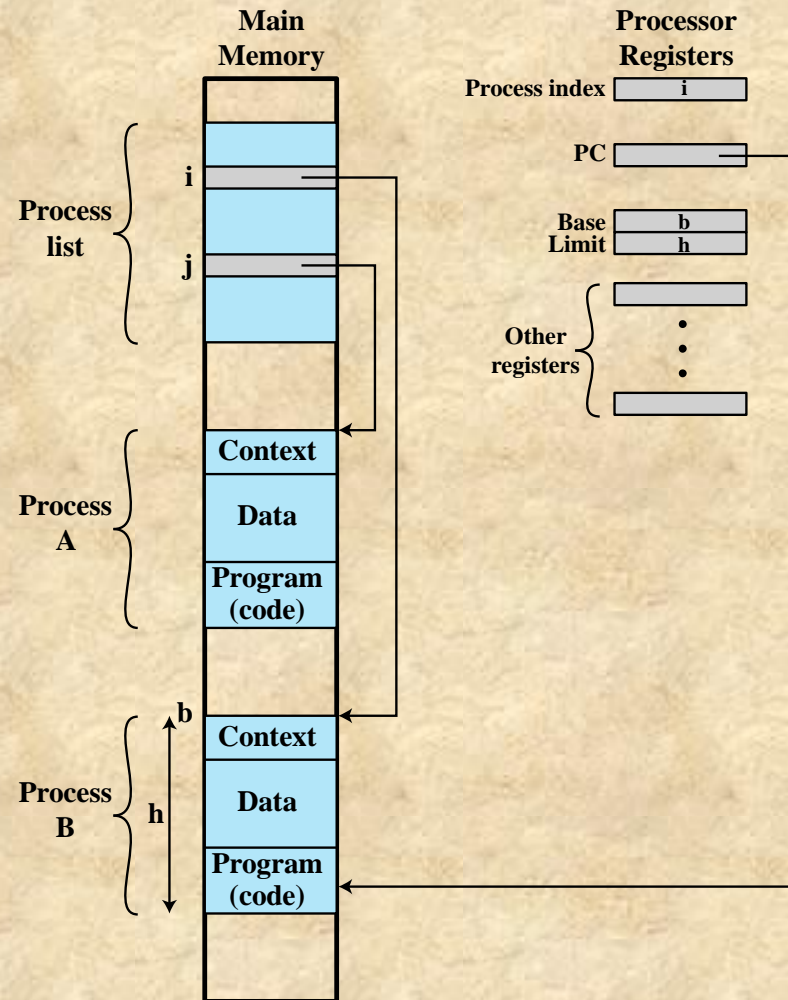 Main
Memory
Processor
Registers
Process index
i
PC
Base
b
Limit
h
Other
registers
Process
list
i
j
Process
A
Context
Data
Program
(code)
Process
B
b
h
Context
Data
Program
(code)